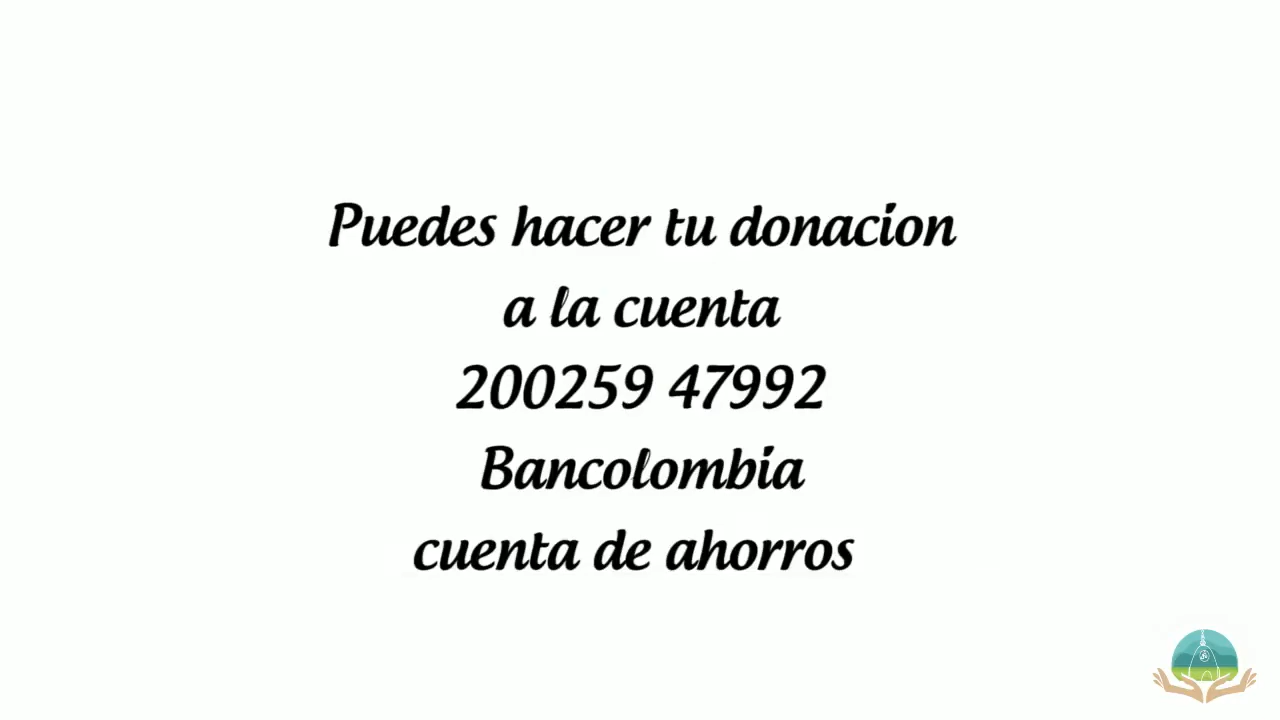 Puedes hacer tu donacion
a la cuenta
200259 47992
Bancolombia
cuenta de ahorros